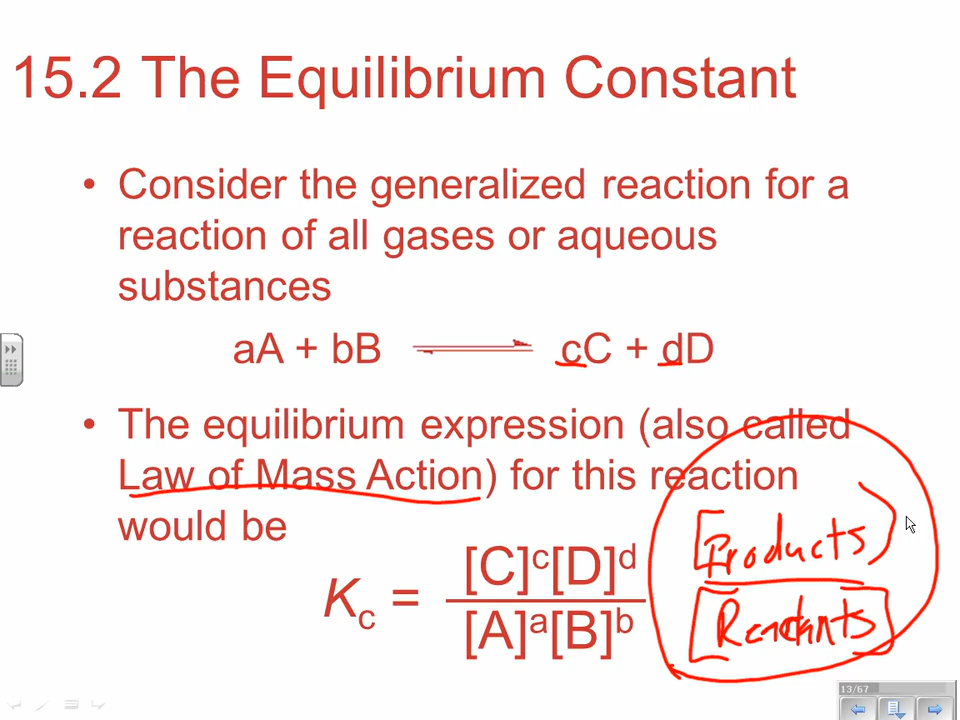 15.2 The Equilibrium Constant
• Consider the generalized reaction for a
reaction of all gases or aqueous
substances
aA + bB ⇌ cC + dD
• The equilibrium expression (also called
Law of Mass Action) for this reaction
would be
Kc = [C]^c[D]^d / [A]^a[B]^b
[Products]
[Reactants]
13/67